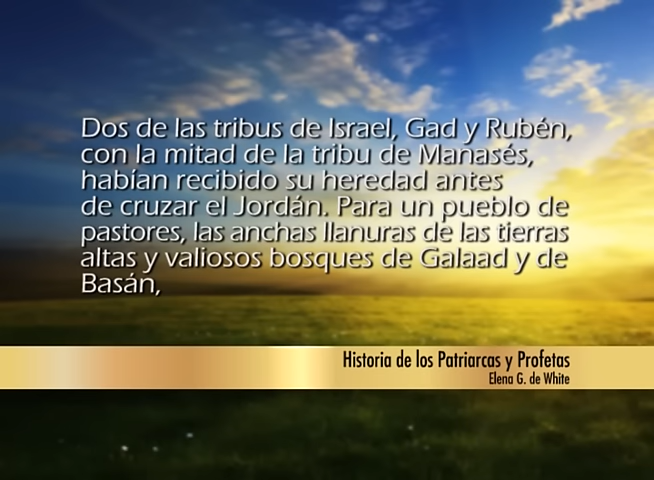 Dos de las tribus de Israel, Gad y Rubén,
con la mitad de la tribu de Manasés,
habían recibido su heredad antes
de cruzar el Jordán. Para un pueblo de
pastores, las anchas llanuras de las tierras
altas y valiosos bosques de Galaad y de
Basán,
Historia de los Patriarcas y Profetas
Elena G. de White